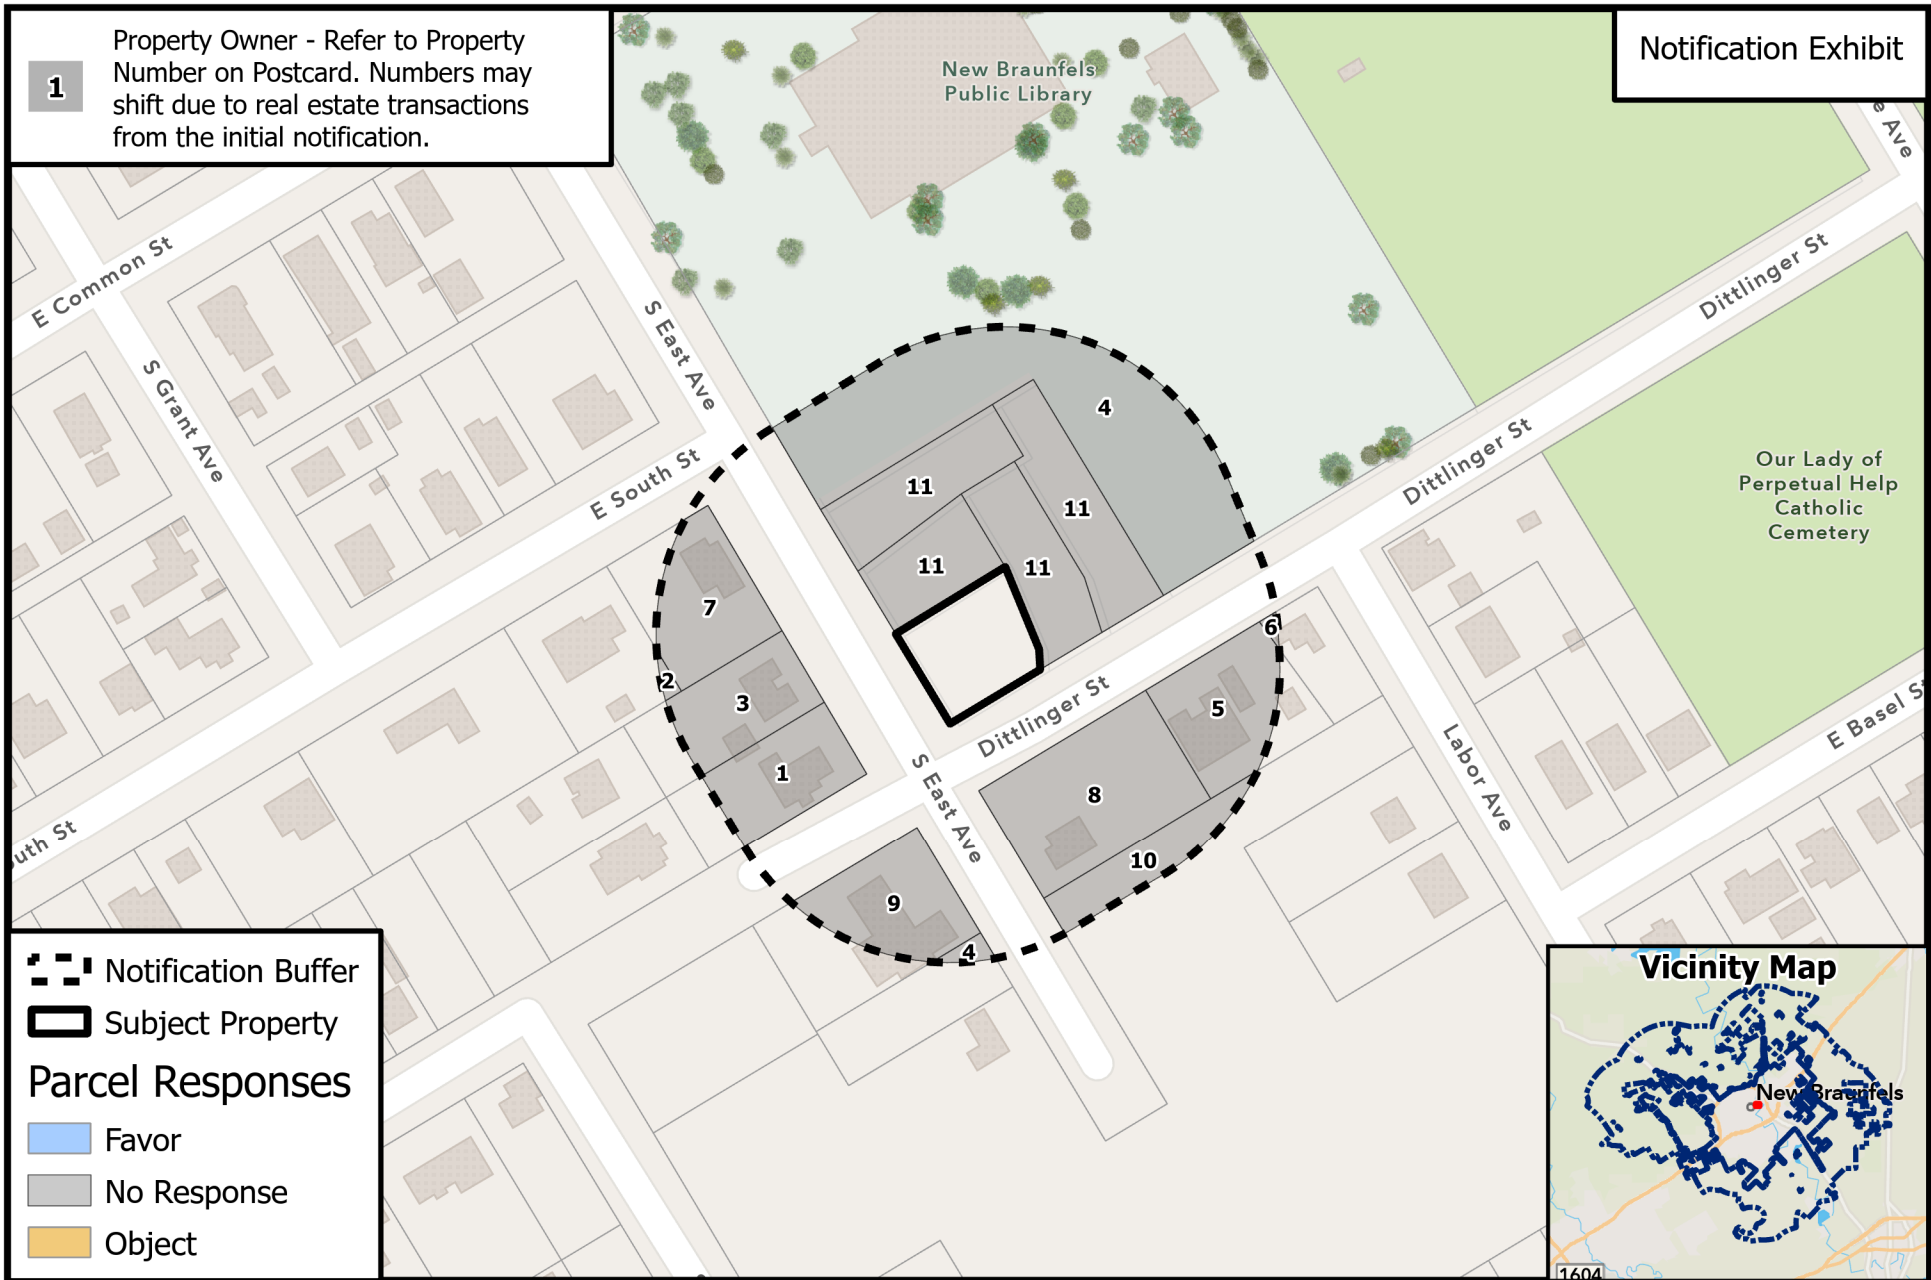 1
Property Owner - Refer to Property
Number on Postcard. Numbers may
shift due to real estate transactions
from the initial notification.
Notification Exhibit
New Braunfels
Public Library
e Ave
E Common St
S Grant Ave
S East Ave
E South St
Dittlinger St
Dittlinger St
Our Lady of
Perpetual Help
Catholic
Cemetery
4
11
11
11
11
7
2
3
1
6
5
8
10
9
4
Dittlinger St
S East Ave
Labor Ave
E Basel St
outh St
Notification Buffer
Subject Property
Parcel Responses
Favor
No Response
Object
Vicinity Map
New Braunfels
1604